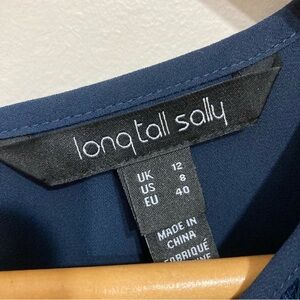 long tall sally
UK 12
US 8
EU 40
MADE IN
CHINA